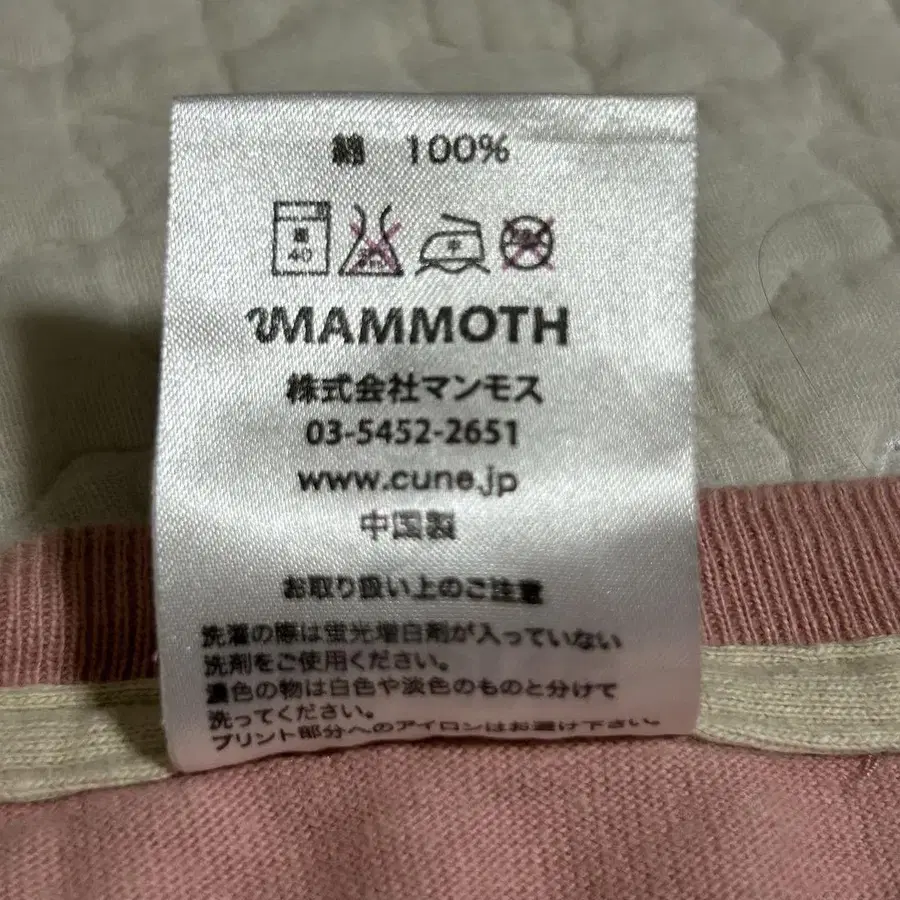 綿 100%
40
中
MAMMOTH
株式会社マンモス
03-5452-2651
www.cune.jp
中国製
お取り扱い上のご注意
洗濯の際は蛍光増白剤が入っていない
洗剤をご使用ください。
濃色の物は白色や淡色のものと分けて
洗ってください。
プリント部分へのアイロンはお避け下さい。